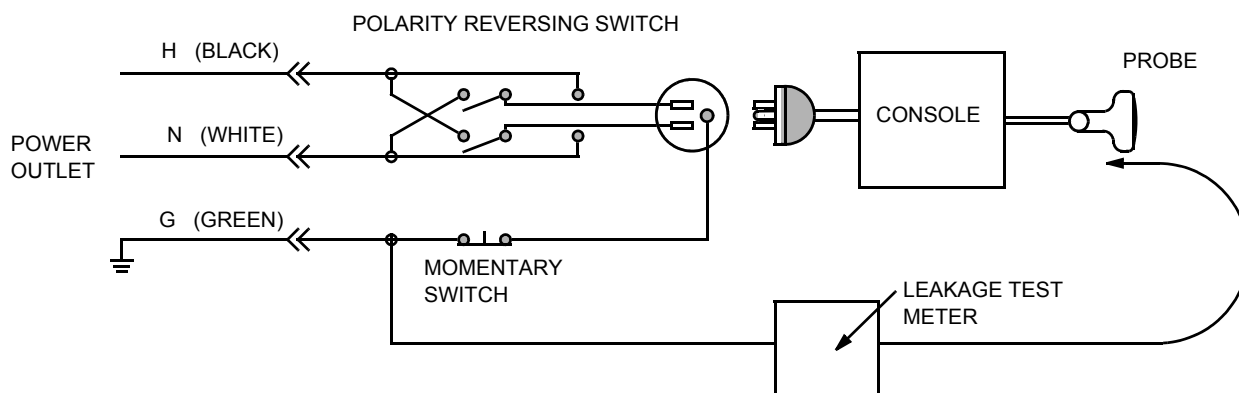 POLARITY REVERSING SWITCH
H (BLACK)
PROBE
CONSOLE
N (WHITE)
POWER
OUTLET
G (GREEN)
MOMENTARY
SWITCH
LEAKAGE TEST
METER